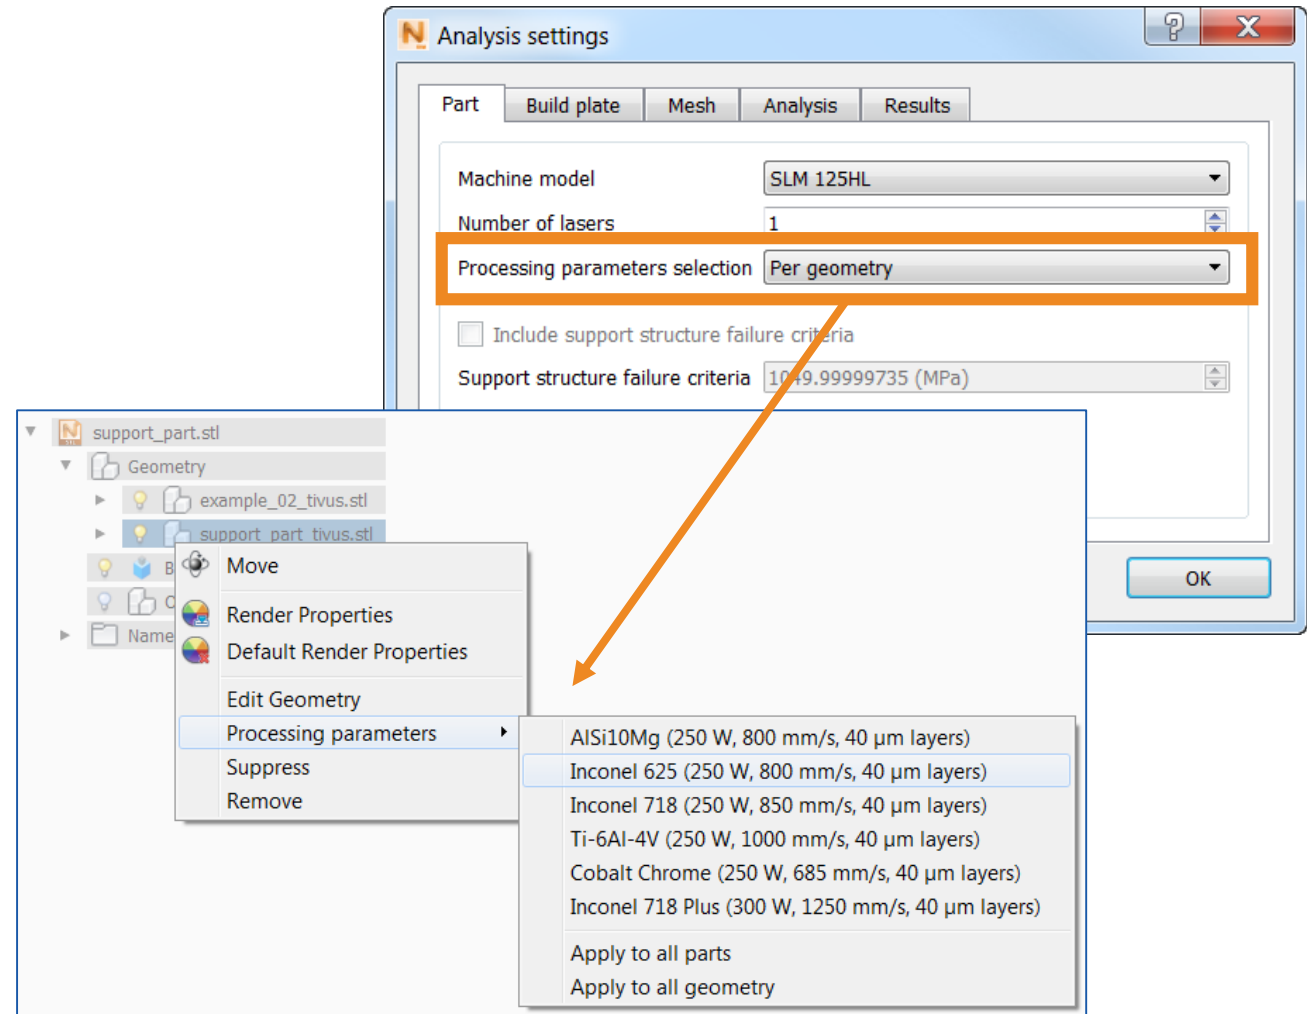 Analysis settings
Part Build plate Mesh Analysis Results
Machine model SLM 125HL
Number of lasers 1
Processing parameters selection Per geometry
Include support structure failure criteria
Support structure failure criteria 1049.99999735 (MPa)
OK
support_part.stl
Geometry
example_02_tivus.stl
support_part_tivus.stl
B
Name
Move
Render Properties
Default Render Properties
Edit Geometry
Processing parameters
Suppress
Remove
AlSi10Mg (250 W, 800 mm/s, 40 µm layers)
Inconel 625 (250 W, 800 mm/s, 40 µm layers)
Inconel 718 (250 W, 850 mm/s, 40 µm layers)
Ti-6Al-4V (250 W, 1000 mm/s, 40 µm layers)
Cobalt Chrome (250 W, 685 mm/s, 40 µm layers)
Inconel 718 Plus (300 W, 1250 mm/s, 40 µm layers)
Apply to all parts
Apply to all geometry